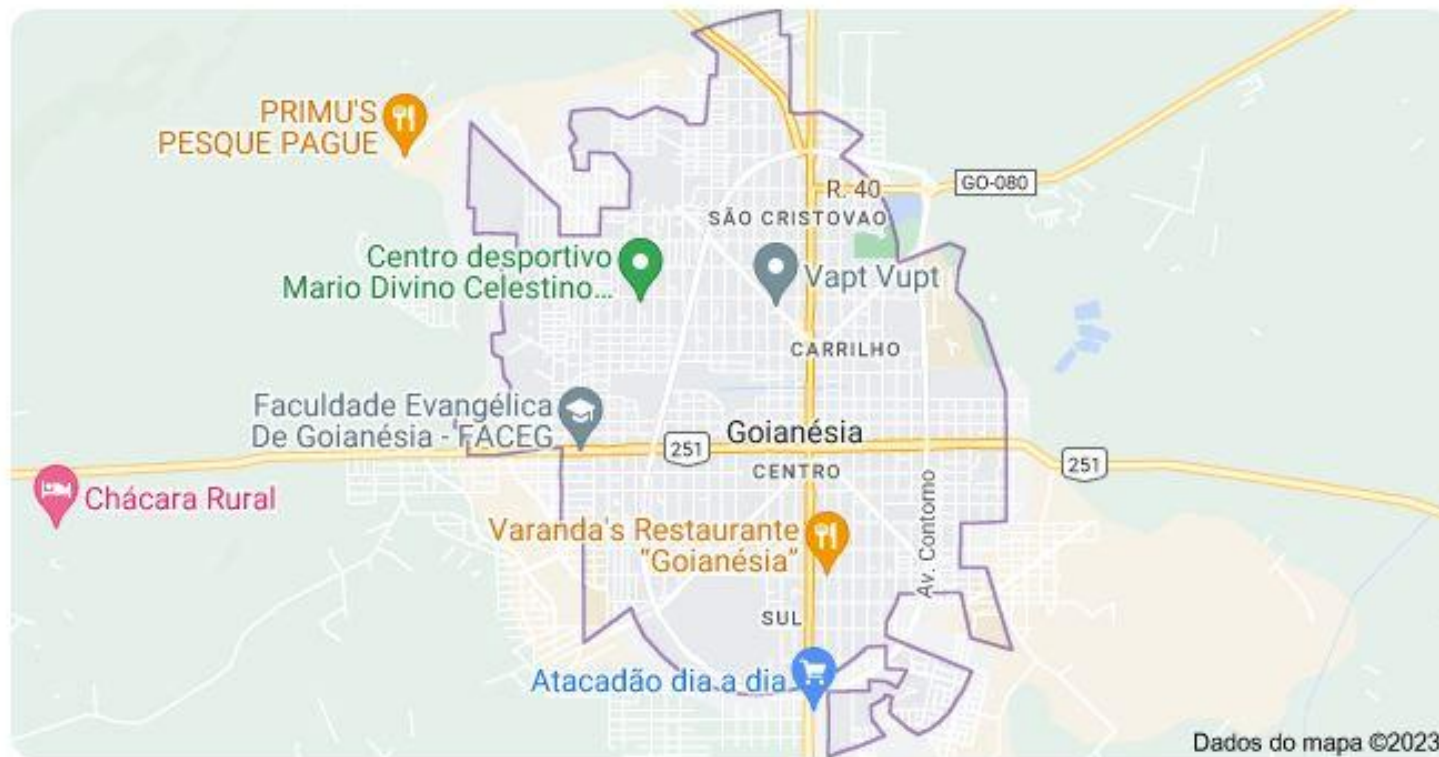 PRIMU'S
PESQUE PAGUE
R. 40
GO-080
SÃO CRISTOVAO
Centro desportivo
Mario Divino Celestino...
Vapt Vupt
CARRILHO
Faculdade Evangélica
De Goianésia - FACEG
251
Goianésia
251
CENTRO
Chácara Rural
Av. Contorno
Varanda's Restaurante
"Goianésia"
SUL
Atacadão dia a dia
Dados do mapa ©2023